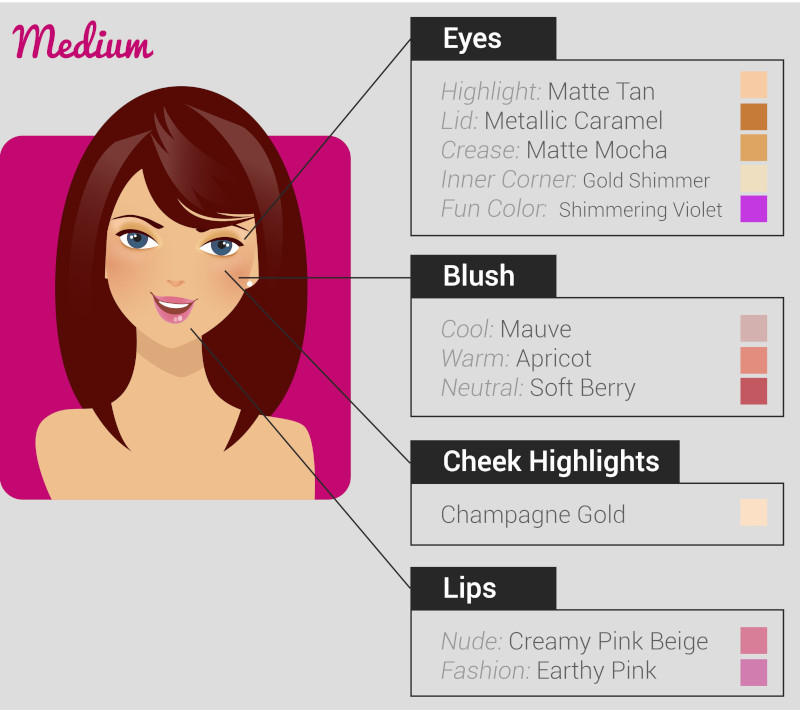 Medium
Eyes
Highlight: Matte Tan
Lid: Metallic Caramel
Crease: Matte Mocha
Inner Corner: Gold Shimmer
Fun Color: Shimmering Violet
Blush
Cool: Mauve
Warm: Apricot
Neutral: Soft Berry
Cheek Highlights
Champagne Gold
Lips
Nude: Creamy Pink Beige
Fashion: Earthy Pink